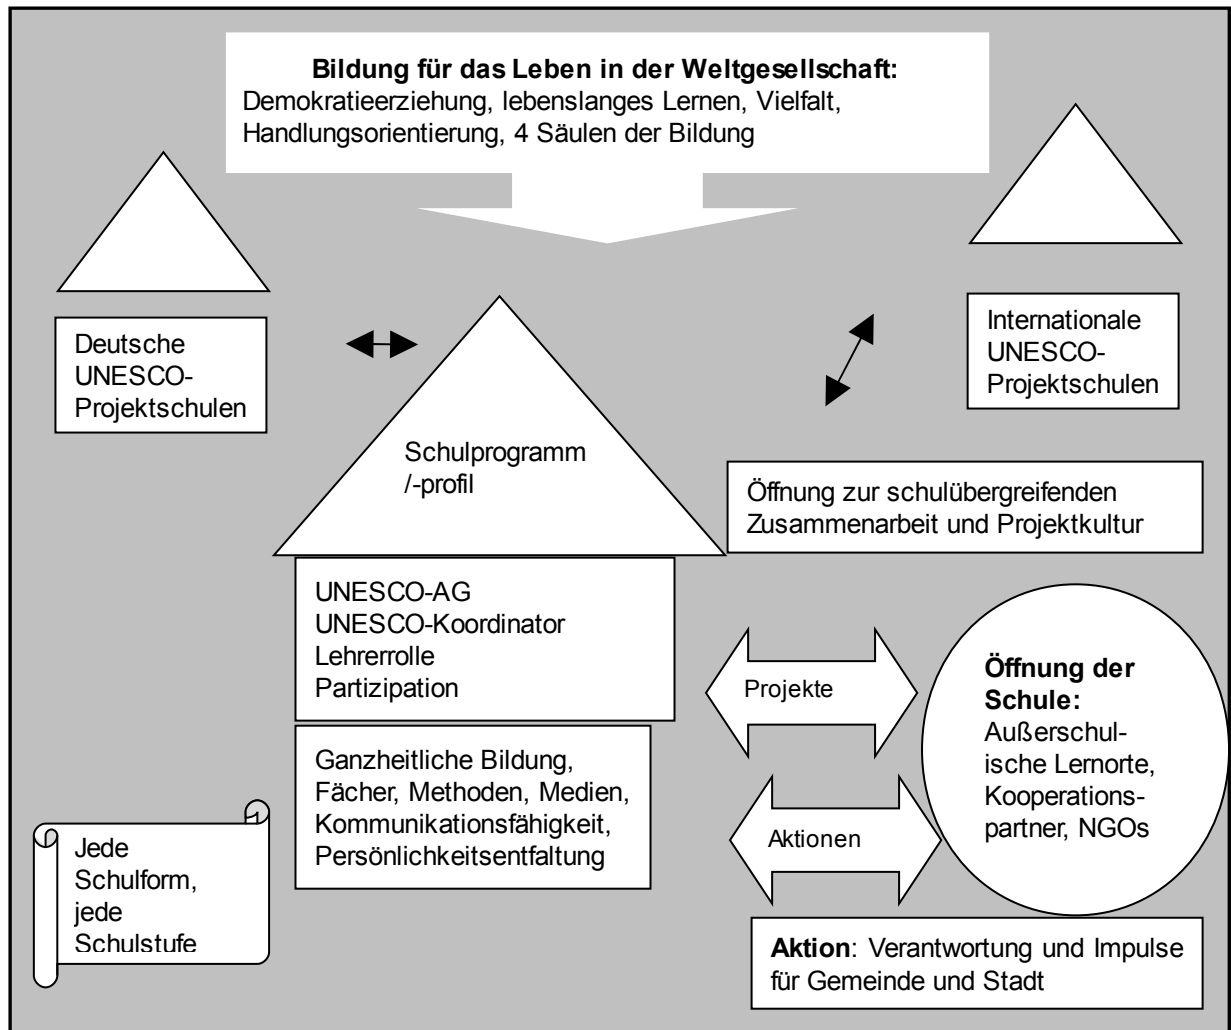 Bildung für das Leben in der Weltgesellschaft:
Demokratieerziehung, lebenslanges Lernen, Vielfalt,
Handlungsorientierung, 4 Säulen der Bildung
Deutsche
UNESCO-
Projektschulen
Internationale
UNESCO-
Projektschulen
Schulprogramm
/-profil
Öffnung zur schulübergreifenden
Zusammenarbeit und Projektkultur
UNESCO-AG
UNESCO-Koordinator
Lehrerrolle
Partizipation
Projekte
Öffnung der
Schule:
Außerschul-
ische Lernorte,
Kooperations-
partner, NGOs
Ganzheitliche Bildung,
Fächer, Methoden, Medien,
Kommunikationsfähigkeit,
Persönlichkeitsentfaltung
Aktionen
Jede
Schulform,
jede
Schulstufe
Aktion: Verantwortung und Impulse
für Gemeinde und Stadt